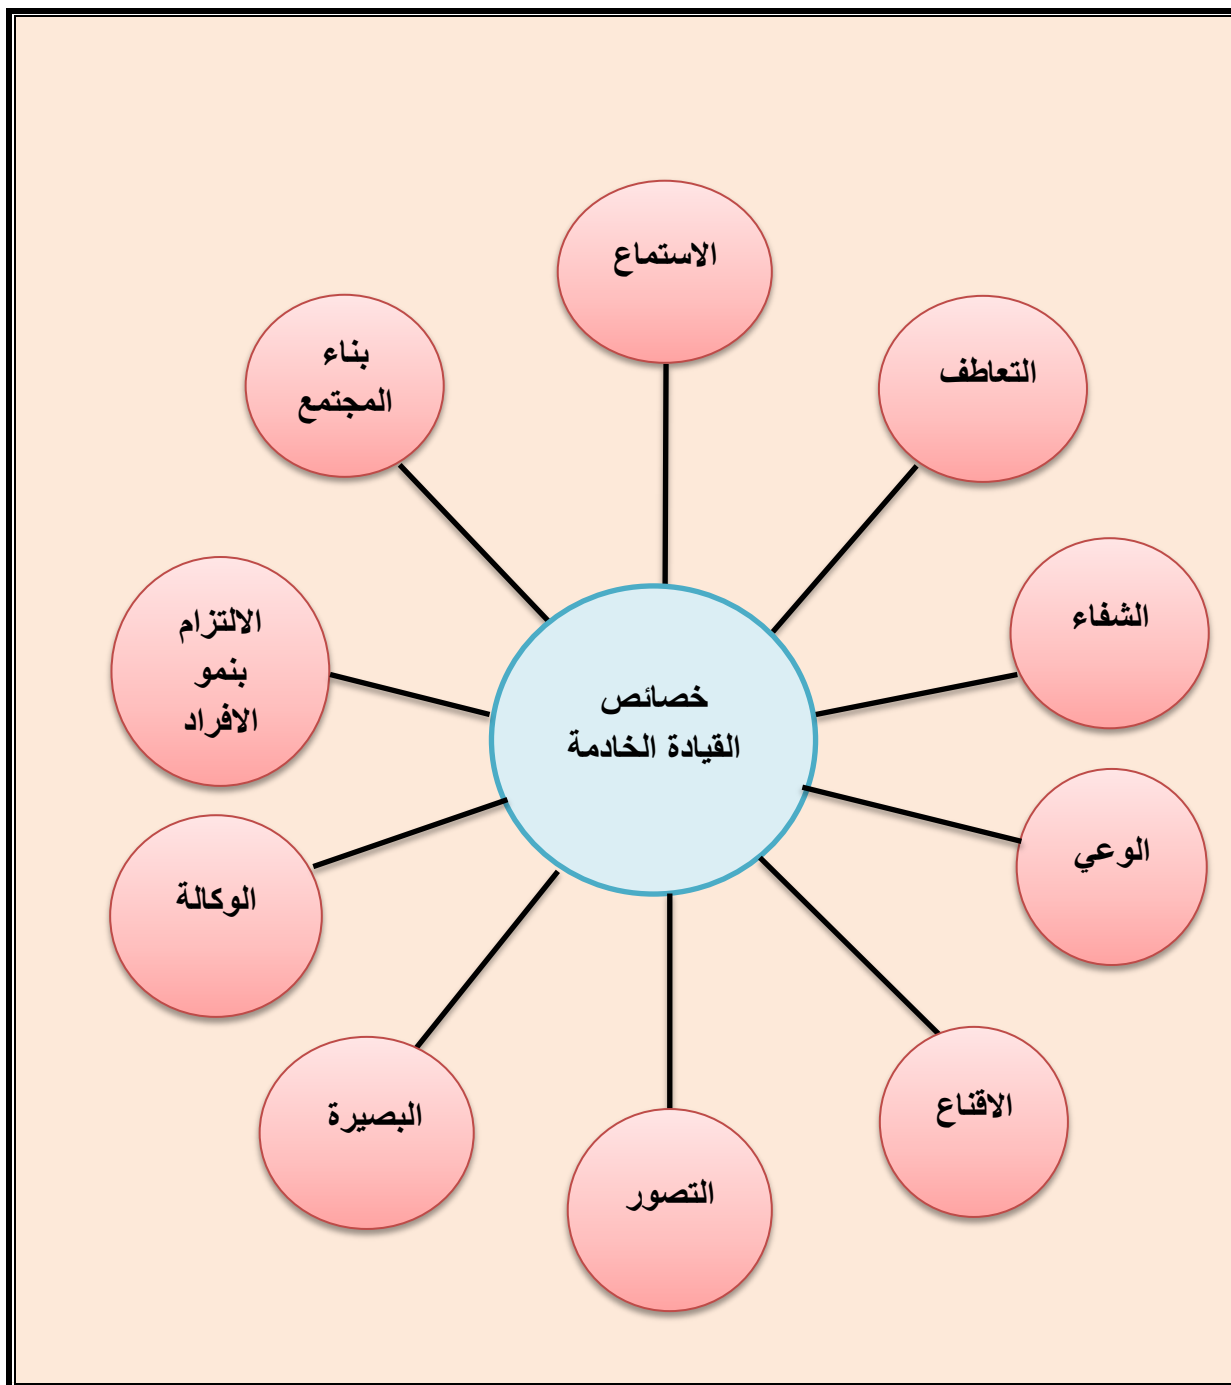 خصائص
القيادة الخادمة
الاستماع
التعاطف
الشفاء
الوعي
الاقناع
التصور
البصيرة
الوكالة
الالتزام
بنمو
الافراد
بناء
المجتمع